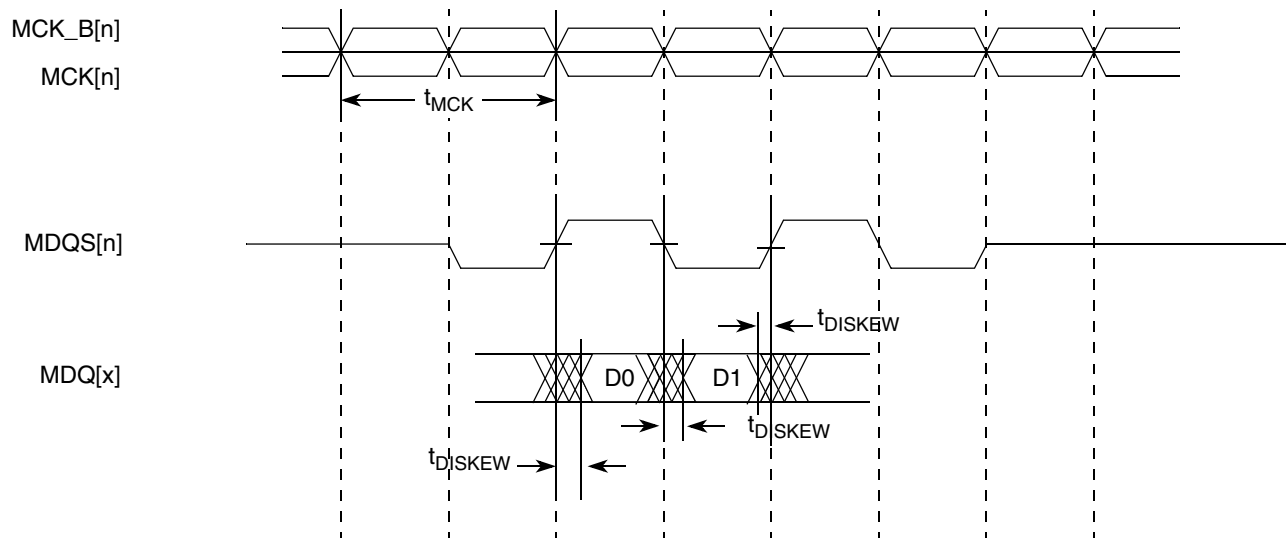 MCK_B[n]
MCK[n]
tMCK
MDQS[n]
tDISKEW
MDQ[x]
D0
D1
tDISKEW
tDISKEW